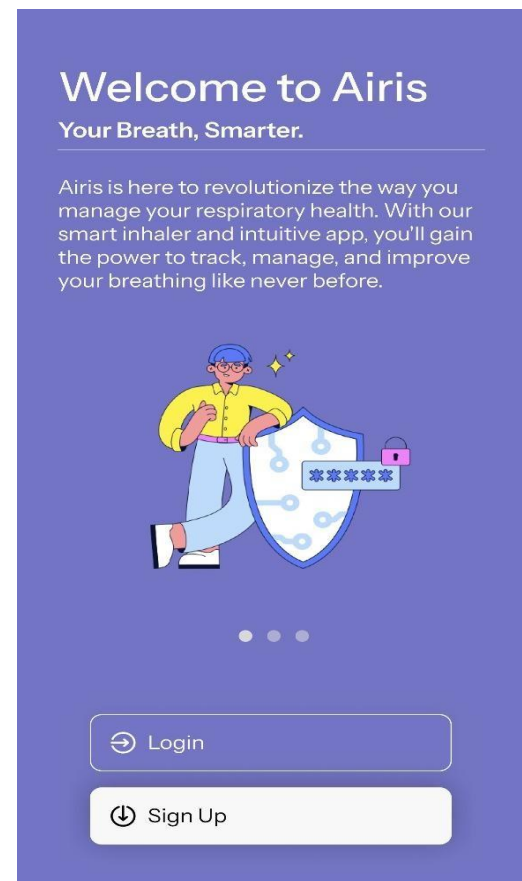 Welcome to Airis
Your Breath, Smarter.
Airis is here to revolutionize the way you
manage your respiratory health. With our
smart inhaler and intuitive app, you'll gain
the power to track, manage, and improve
your breathing like never before.
*****
Login
Sign Up